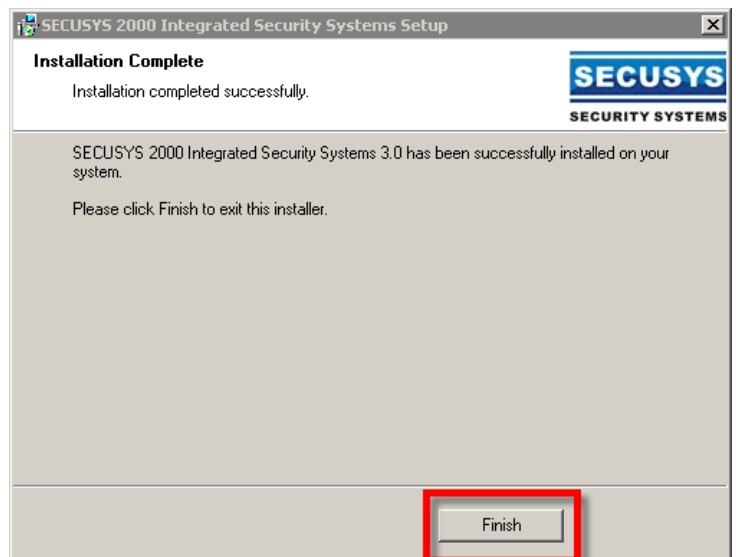 SECUSYS 2000 Integrated Security Systems Setup
Installation Complete
Installation completed successfully.
SECUSYS
SECURITY SYSTEMS
SECUSYS 2000 Integrated Security Systems 3.0 has been successfully installed on your
system.
Please click Finish to exit this installer.
Finish